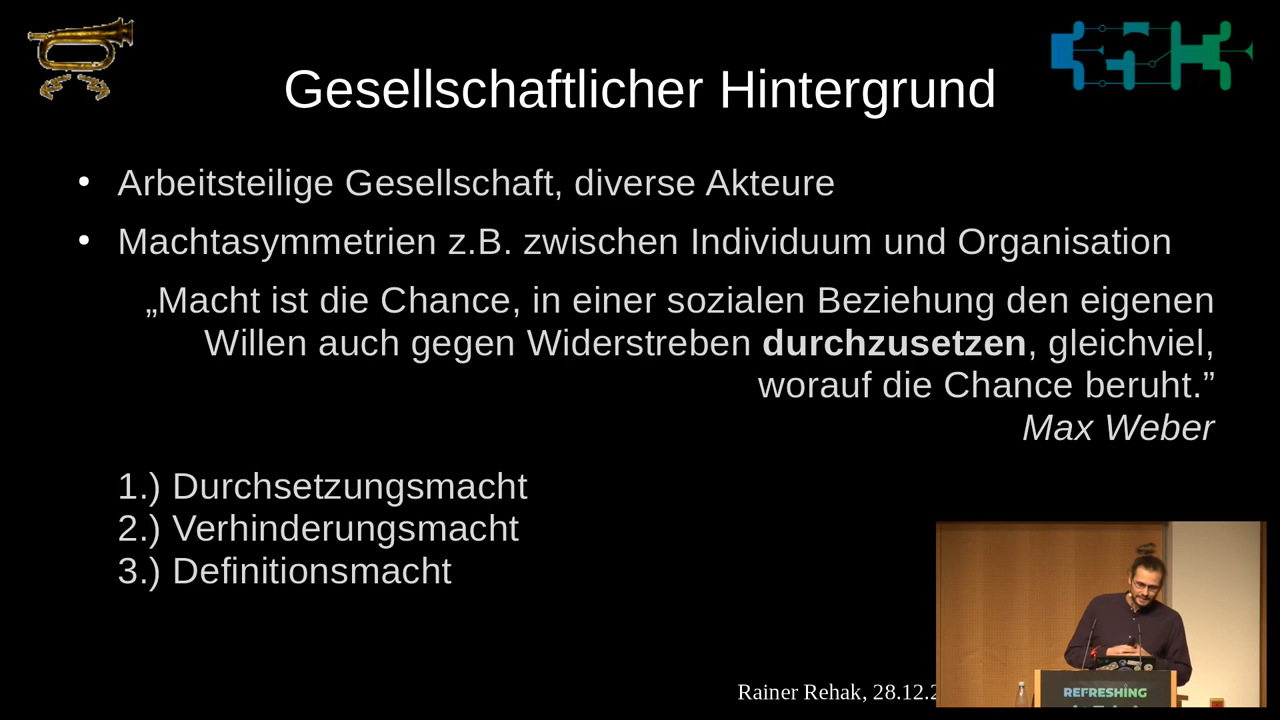 Gesellschaftlicher Hintergrund
• Arbeitsteilige Gesellschaft, diverse Akteure
• Machtasymmetrien z.B. zwischen Individuum und Organisation
„Macht ist die Chance, in einer sozialen Beziehung den eigenen
Willen auch gegen Widerstreben durchzusetzen, gleichviel,
worauf die Chance beruht.”
Max Weber
1.) Durchsetzungsmacht
2.) Verhinderungsmacht
3.) Definitionsmacht
Rainer Rehak, 28.12.2
REFRESHING